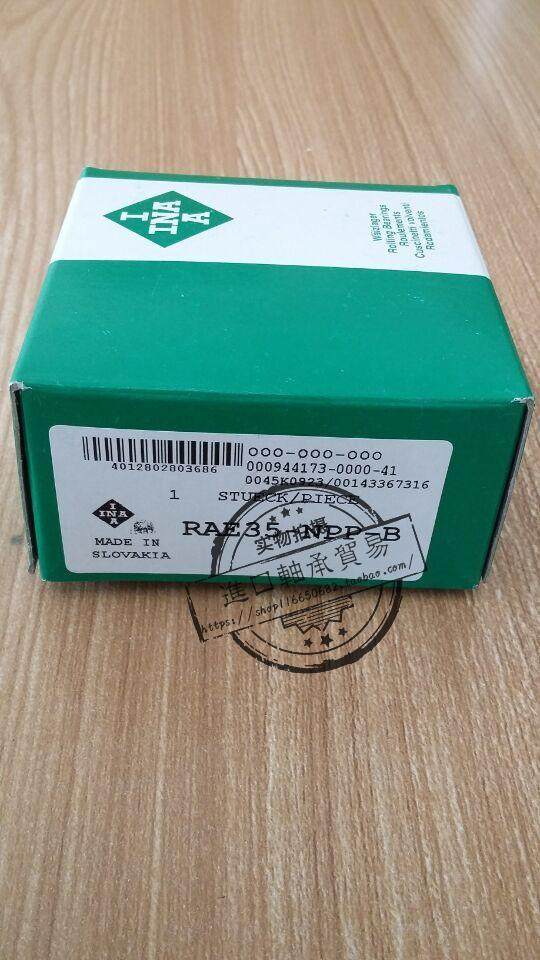 INA
Wälzlager
Rolling Bearings
Roulements
Cuscinetti volventi
Rodamientos
4012802803686
000-000-000
000944173-0000-41
0045K0823/00143367316
1 STUECK/PIECE
INA
RAE35 NPP-B
MADE IN
SLOVAKIA
实物拍摄
進口軸承貿易
https://shop116650682.taobao.com/